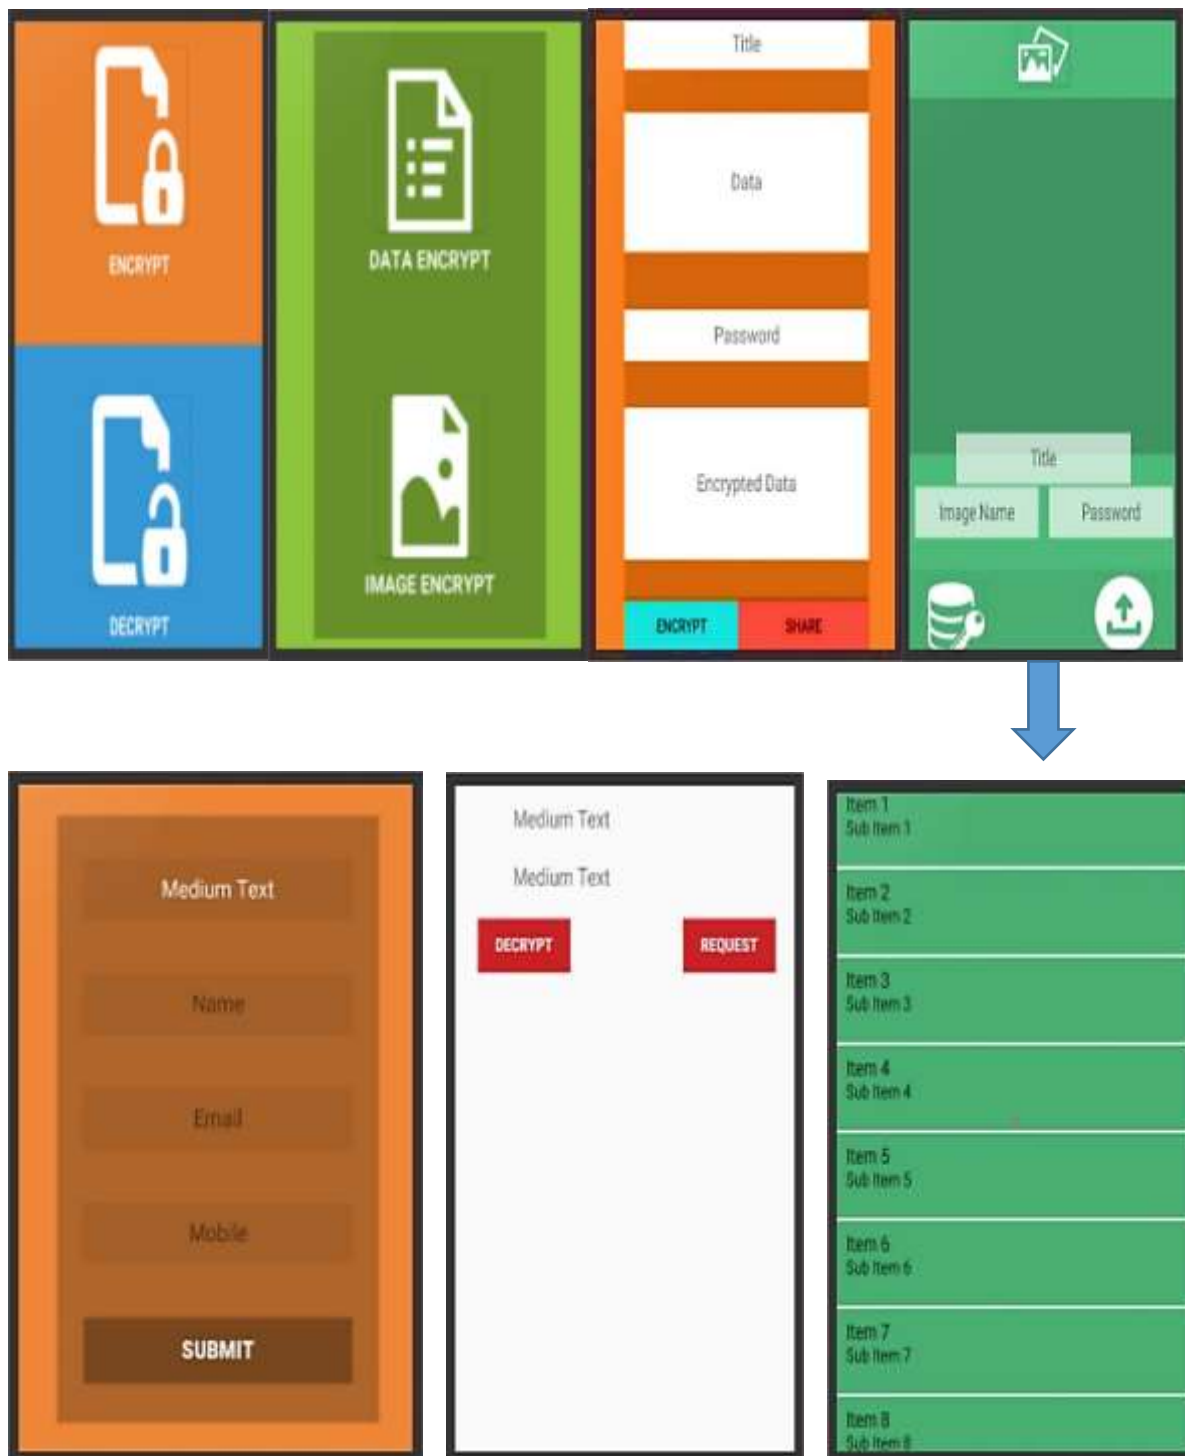 ENCRYPT
DECRYPT
DATA ENCRYPT
IMAGE ENCRYPT
Title
Data
Password
Encrypted Data
ENCRYPT SHARE
Title
Image Name Password
Medium Text
Name
Email
Mobile
SUBMIT
Medium Text
Medium Text
DECRYPT REQUEST
Item 1
Sub Item 1
Item 2
Sub Item 2
Item 3
Sub Item 3
Item 4
Sub Item 4
Item 5
Sub Item 5
Item 6
Sub Item 6
Item 7
Sub Item 7
Item 8
Sub Item 8